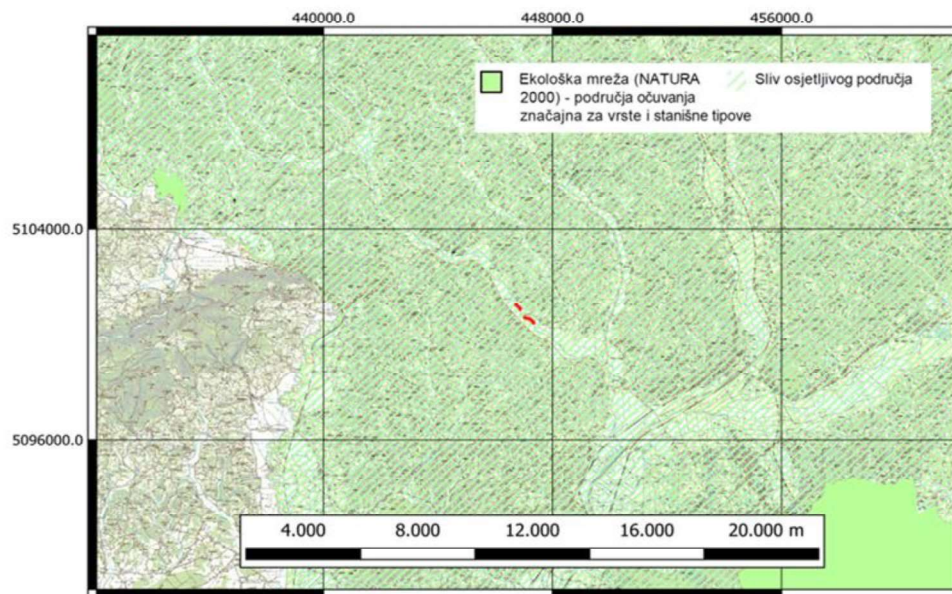 440000.0 448000.0 456000.0
Ekološka mreža (NATURA
2000) - područja očuvanja
značajna za vrste i stanišne tipove
Sliv osjetljivog područja
5104000.0
5096000.0
4.000 8.000 12.000 16.000 20.000 m